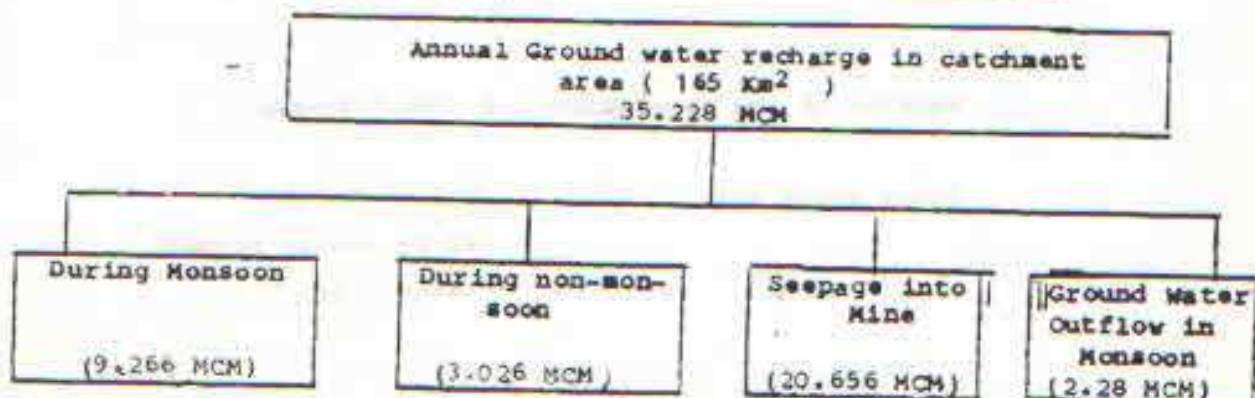 Annual Ground water recharge in catchment
area ( 165 Km² )
35.228 MCM
During Monsoon
(9.266 MCM)
During non-mon-
soon
(3.026 MCM)
Seepage into
Mine
(20.656 MCM)
Ground Water
Outflow in
Monsoon
(2.28 MCM)